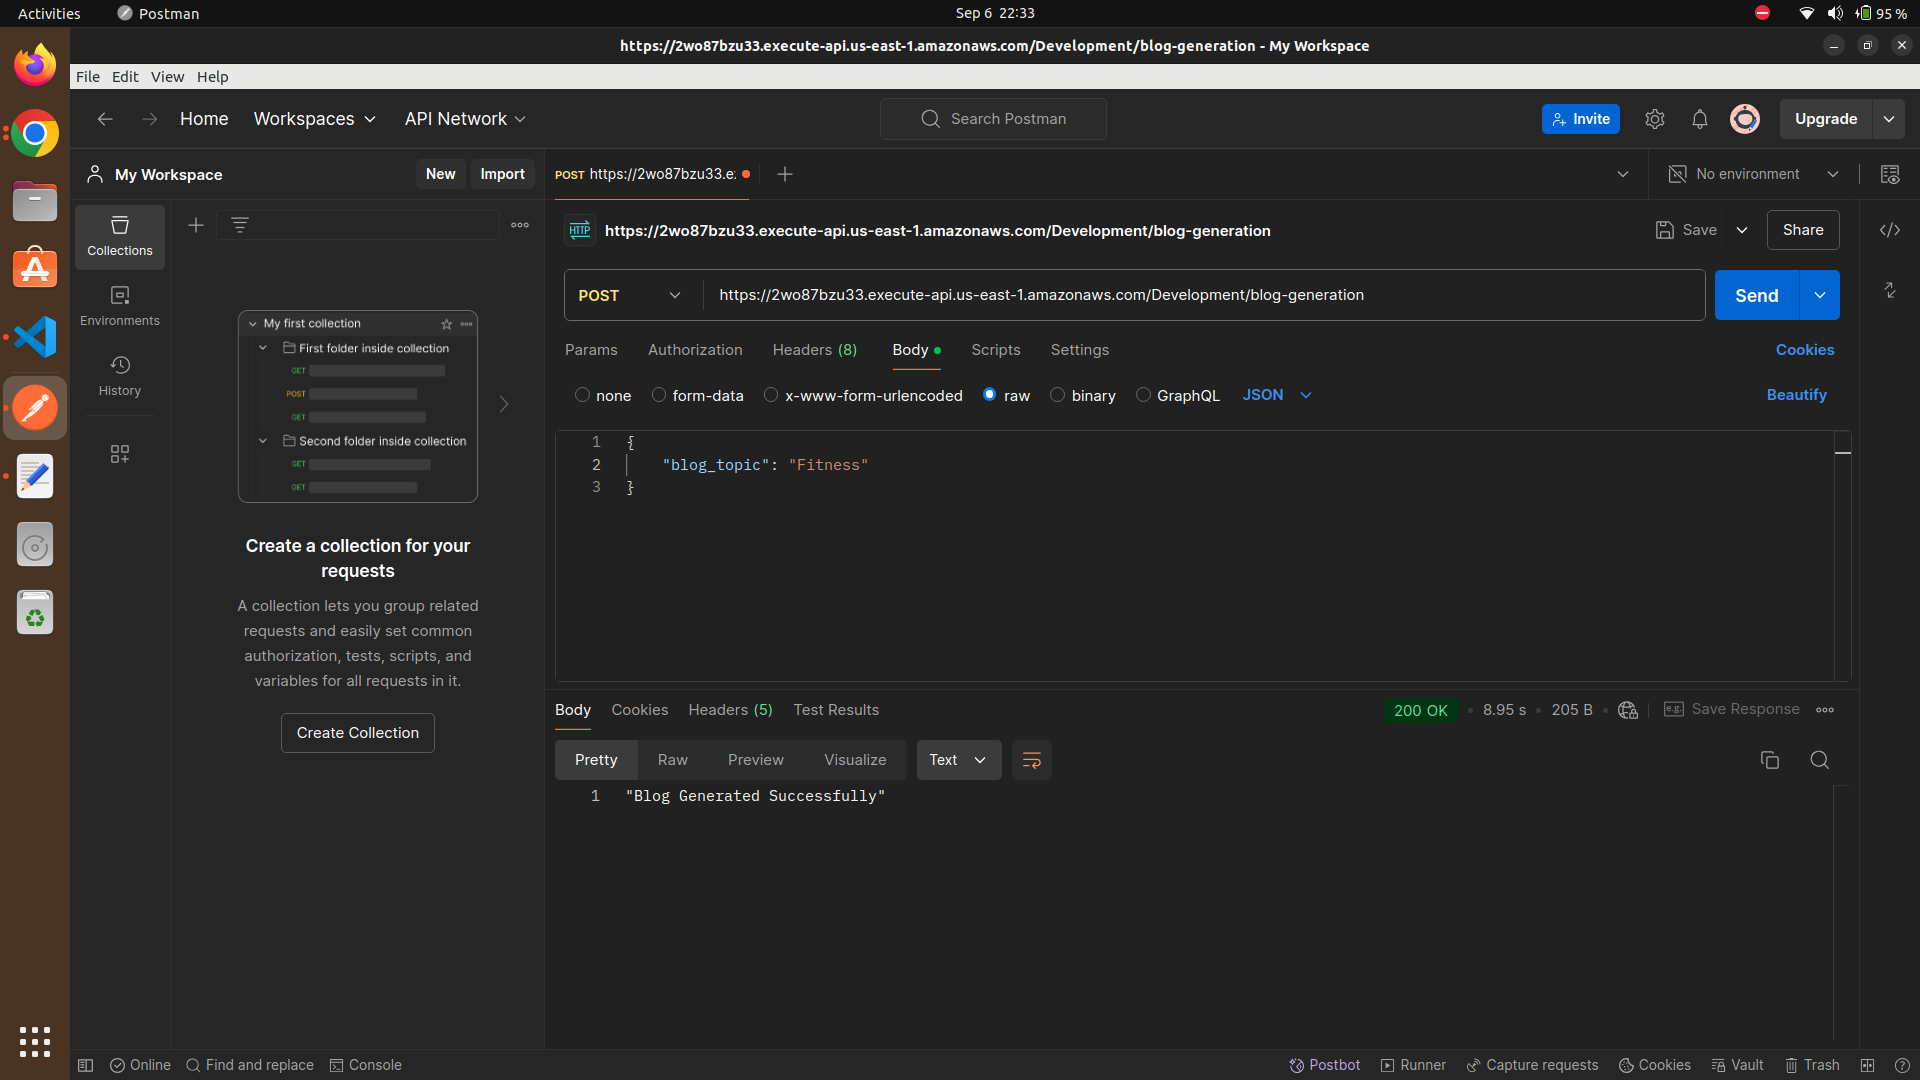 Activities Postman Sep 6 22:33 95 %
https://2wo87bzu33.execute-api.us-east-1.amazonaws.com/Development/blog-generation - My Workspace
File Edit View Help
Home Workspaces API Network Search Postman Invite Upgrade
My Workspace New Import POST https://2wo87bzu33.e: No environment
Collections
Environments
History
My first collection
First folder inside collection
GET
POST
GET
Second folder inside collection
GET
GET
Create a collection for your
requests
A collection lets you group related
requests and easily set common
authorization, tests, scripts, and
variables for all requests in it.
Create Collection
HTTP https://2wo87bzu33.execute-api.us-east-1.amazonaws.com/Development/blog-generation Save Share
POST https://2wo87bzu33.execute-api.us-east-1.amazonaws.com/Development/blog-generation Send
Params Authorization Headers (8) Body Scripts Settings Cookies
none form-data x-www-form-urlencoded raw binary GraphQL JSON Beautify
1 {
2 "blog_topic": "Fitness"
3 }
Body Cookies Headers (5) Test Results 200 OK 8.95 s 205 B e.g. Save Response
Pretty Raw Preview Visualize Text
1 "Blog Generated Successfully"
Online Find and replace Console Postbot Runner Capture requests Cookies Vault Trash